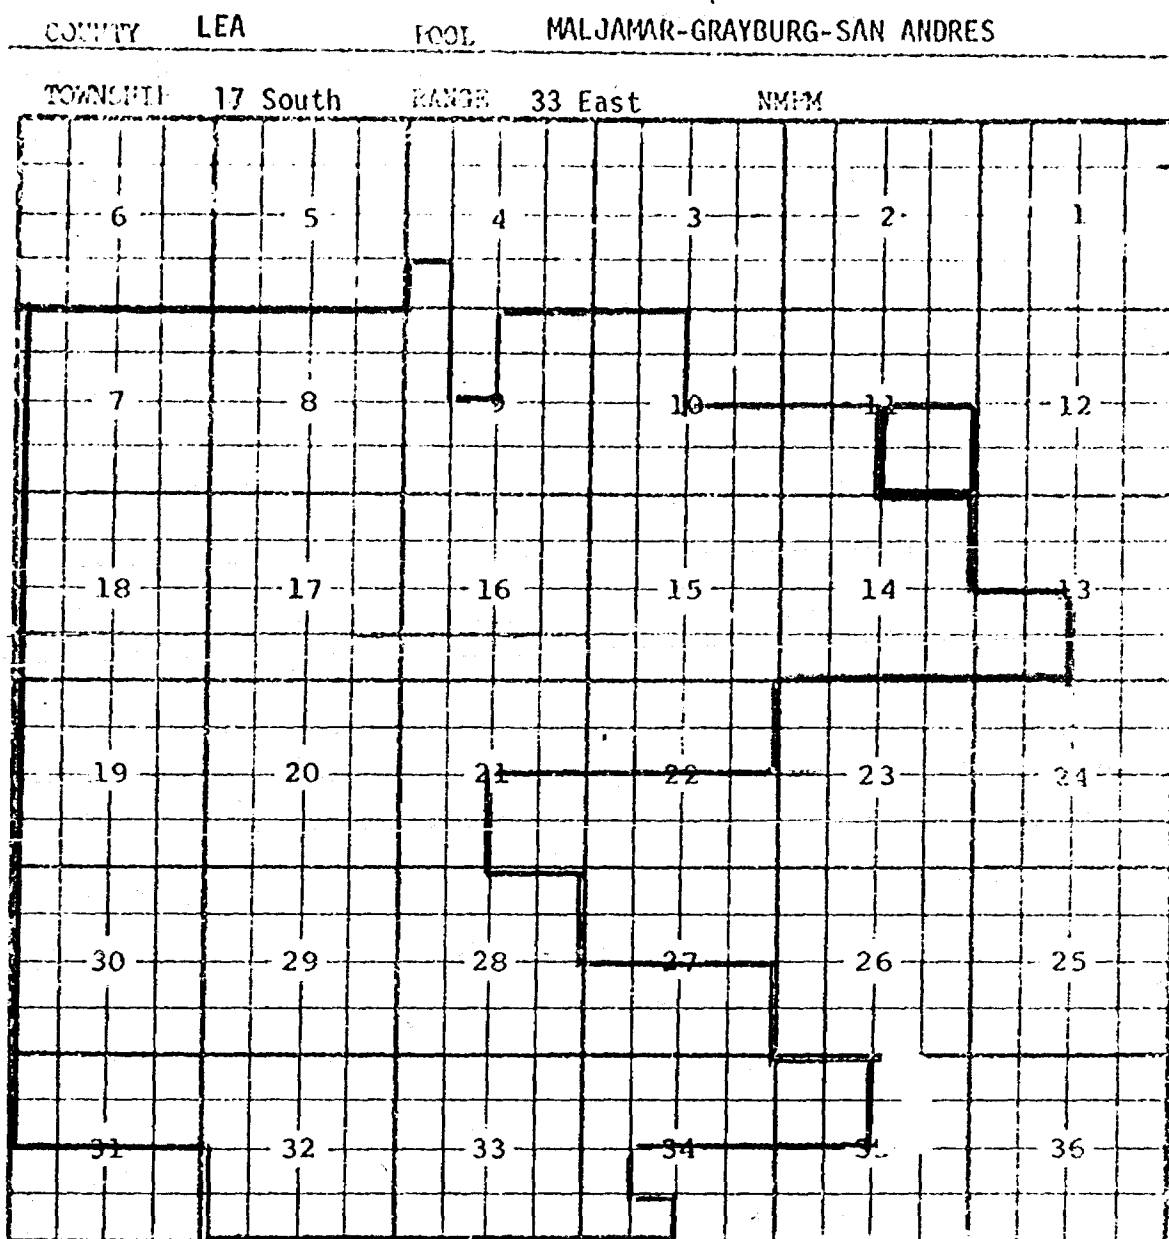 COUNTY LEA POOL MALJAMAR-GRAYBURG-SAN ANDRES
TOWNSHIP 17 South RANGE 33 East NMPM
6 5 4 3 2 1
7 8 9 10 11 12
18 17 16 15 14 13
19 20 21 22 23 24
30 29 28 27 26 25
31 32 33 34 36